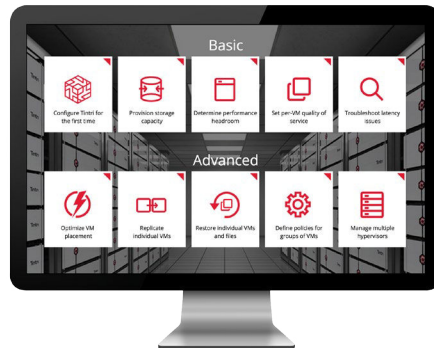 Basic
Configure Tintri for
the first time
Provision storage
capacity
Determine performance
headroom
Set per-VM quality of
service
Troubleshoot latency
issues
Advanced
Optimize VM
placement
Replicate
individual VMs
Restore individual VMs
and files
Define policies for
groups of VMs
Manage multiple
hypervisors